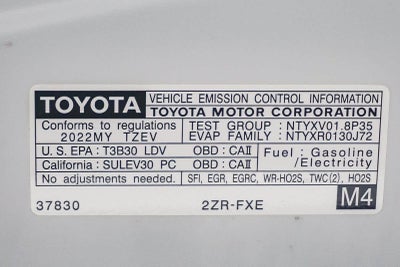 TOYOTA VEHICLE EMISSION CONTROL INFORMATION
TOYOTA MOTOR CORPORATION
Conforms to regulations TEST GROUP : NTYXV01.8P35
2022MY TZEV EVAP FAMILY : NTYXR0130J72
U. S. EPA : T3B30 LDV OBD : CAII Fuel : Gasoline
California : SULEV30 PC OBD : CAII /Electricity
No adjustments needed. SFI, EGR, EGRC, WR-HO2S, TWC(2), HO2S
37830 2ZR-FXE M4